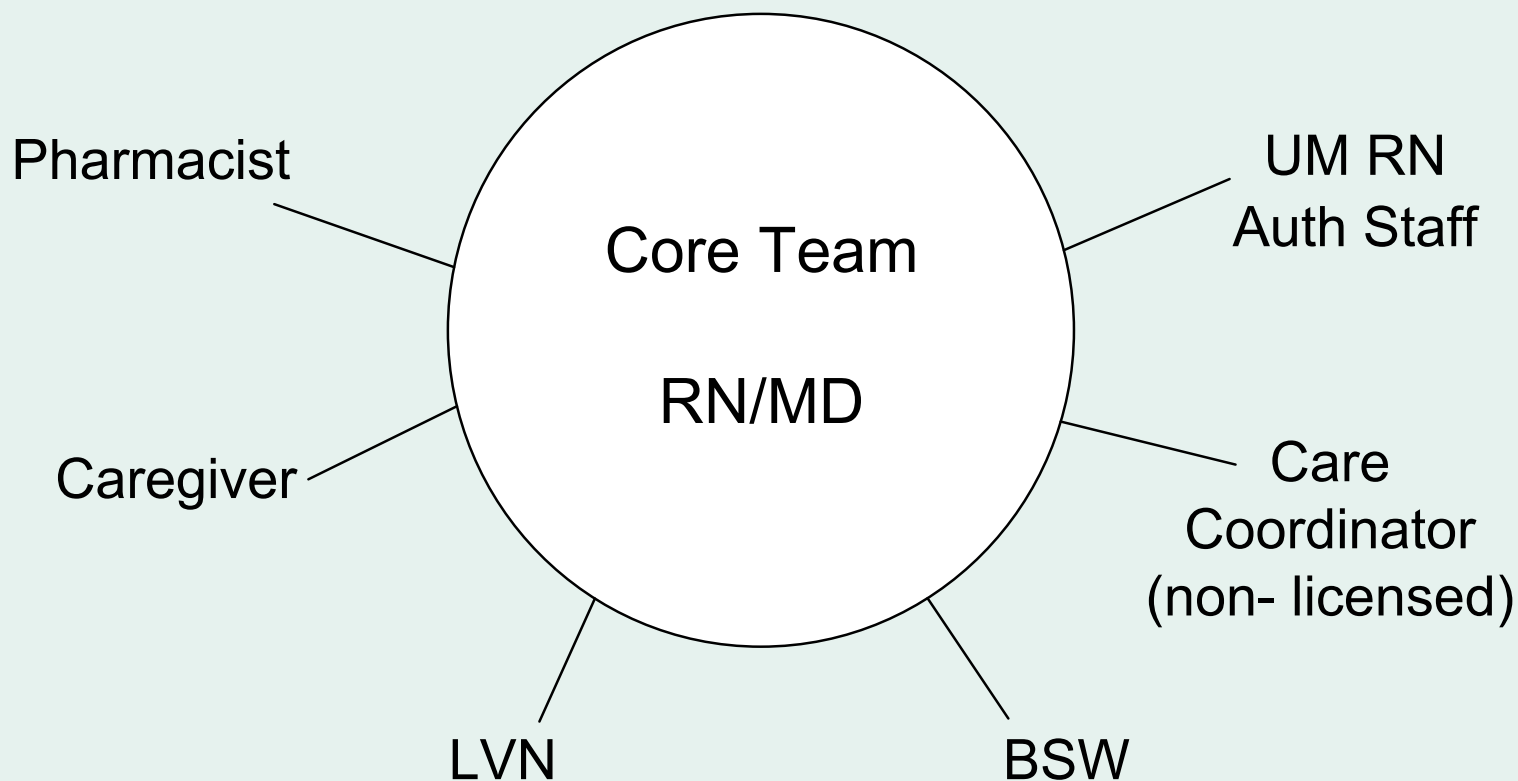 Pharmacist
UM RN
Auth Staff
Core Team
RN/MD
Caregiver
Care
Coordinator
(non- licensed)
LVN
BSW